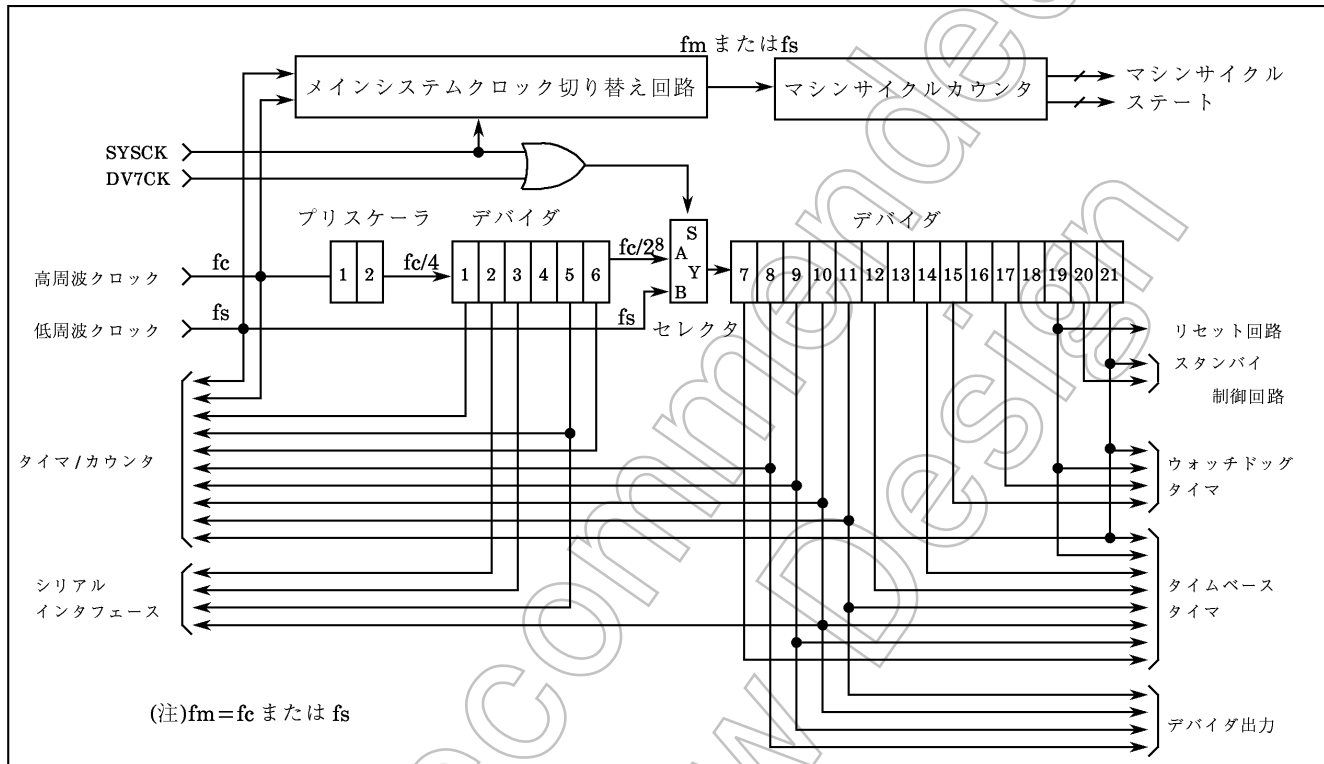 fm または fs
メインシステムクロック切り替え回路
マシンサイクルカウンタ
マシンサイクル
ステート
SYSCK
DV7CK
プリスケーラ
デバイダ
デバイダ
高周波クロック
fc
1 2
fc/4
1 2 3 4 5 6
fc/2⁸
S
A
Y
B
7 8 9 10 11 12 13 14 15 16 17 18 19 20 21
低周波クロック
fs
fs
セレクタ
リセット回路
スタンバイ
制御回路
タイマ/カウンタ
ウォッチドッグ
タイマ
シリアル
インタフェース
タイムベース
タイマ
(注)fm=fc または fs
デバイダ出力